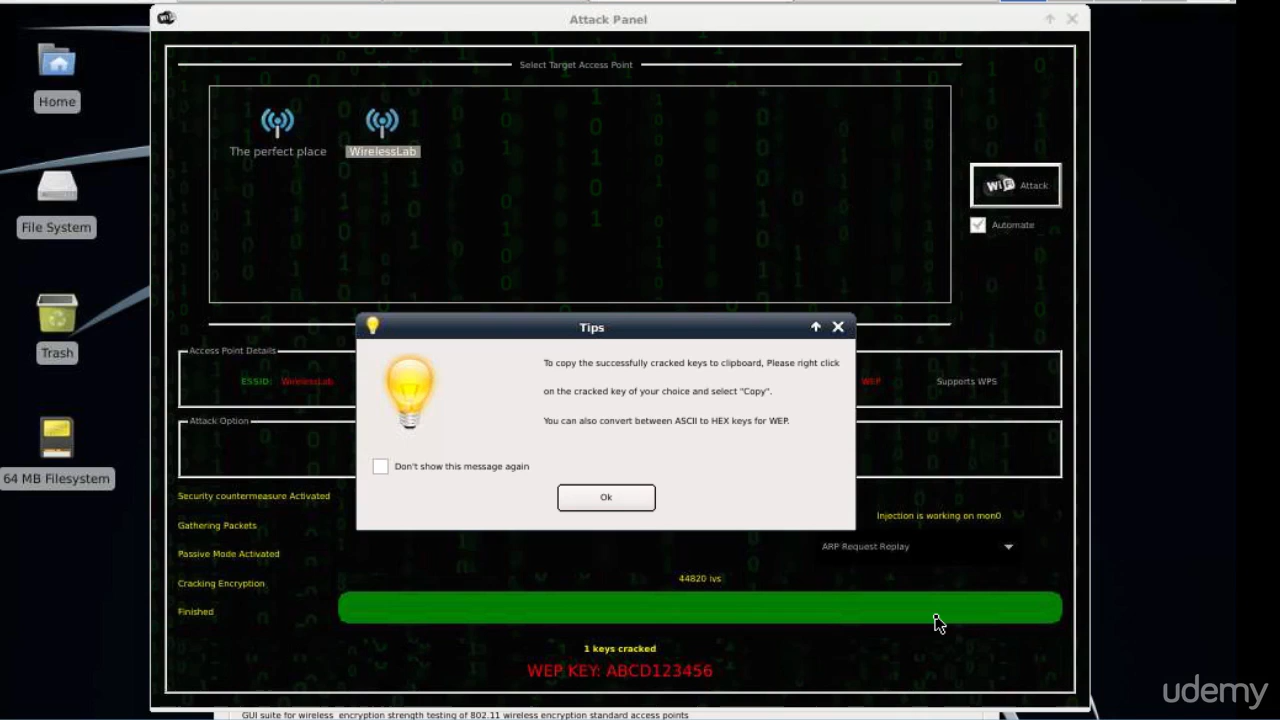 Attack Panel
Select Target Access Point
Home
The perfect place
WirelessLab
WiFi Attack
Automate
File System
Tips
To copy the successfully cracked keys to clipboard, Please right click
on the cracked key of your choice and select "Copy".
You can also convert between ASCII to HEX keys for WEP.
Don't show this message again
Ok
Trash
Access Point Details
ESSID: WirelessLab
WEP
Supports WPS
Attack Option
64 MB Filesystem
Security countermeasure Activated
Injection is working on mon0
Gathering Packets
ARP Request Replay
Passive Mode Activated
44820 ivs
Cracking Encryption
Finished
1 keys cracked
WEP KEY: ABCD123456
udemy
GUI suite for wireless encryption strength testing of 802.11 wireless encryption standard access points